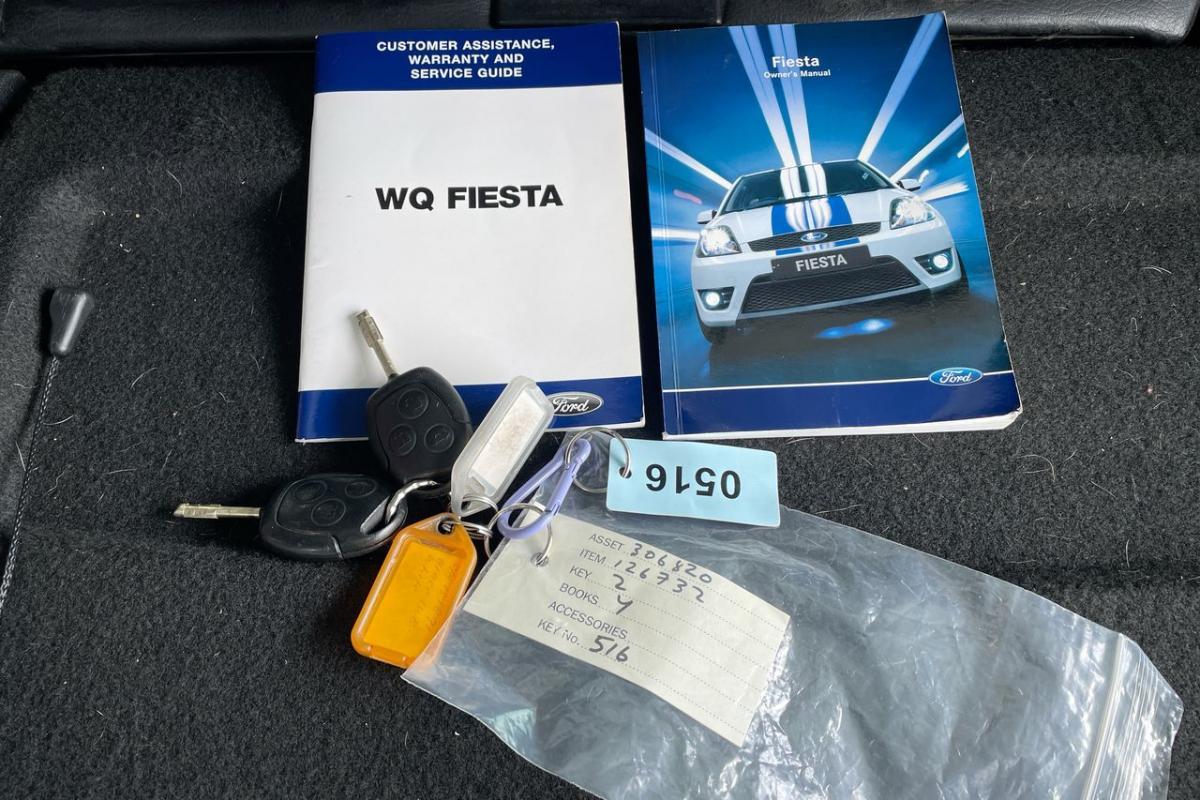 CUSTOMER ASSISTANCE,
WARRANTY AND
SERVICE GUIDE
WQ FIESTA
Ford
Fiesta
Owner's Manual
FIESTA
Ford
0516
ASSET 306820
ITEM 126732
KEY 2
BOOKS Y
ACCESSORIES
KEY No. 516